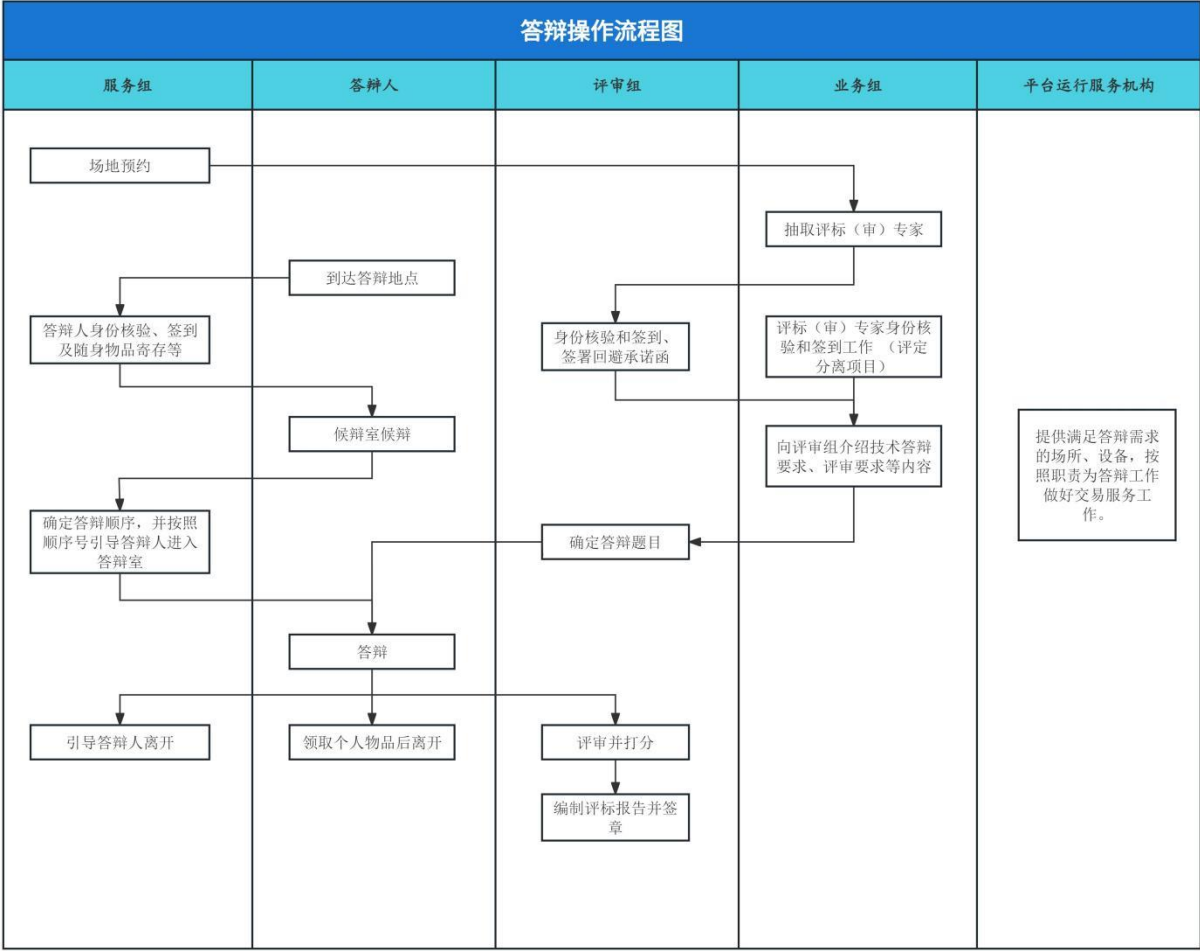 答辩操作流程图
服务组
答辩人
评审组
业务组
平台运行服务机构
场地预约
抽取评标（审）专家
到达答辩地点
答辩人身份核验、签到
及随身物品寄存等
身份核验和签到、
签署回避承诺函
评标（审）专家身份核
验和签到工作 （评定
分离项目）
候辩室候辩
向评审组介绍技术答辩
要求、评审要求等内容
提供满足答辩需求
的场所、设备，按
照职责为答辩工作
做好交易服务工
作。
确定答辩顺序，并按照
顺序号引导答辩人进入
答辩室
确定答辩题目
答辩
引导答辩人离开
领取个人物品后离开
评审并打分
编制评标报告并签
章